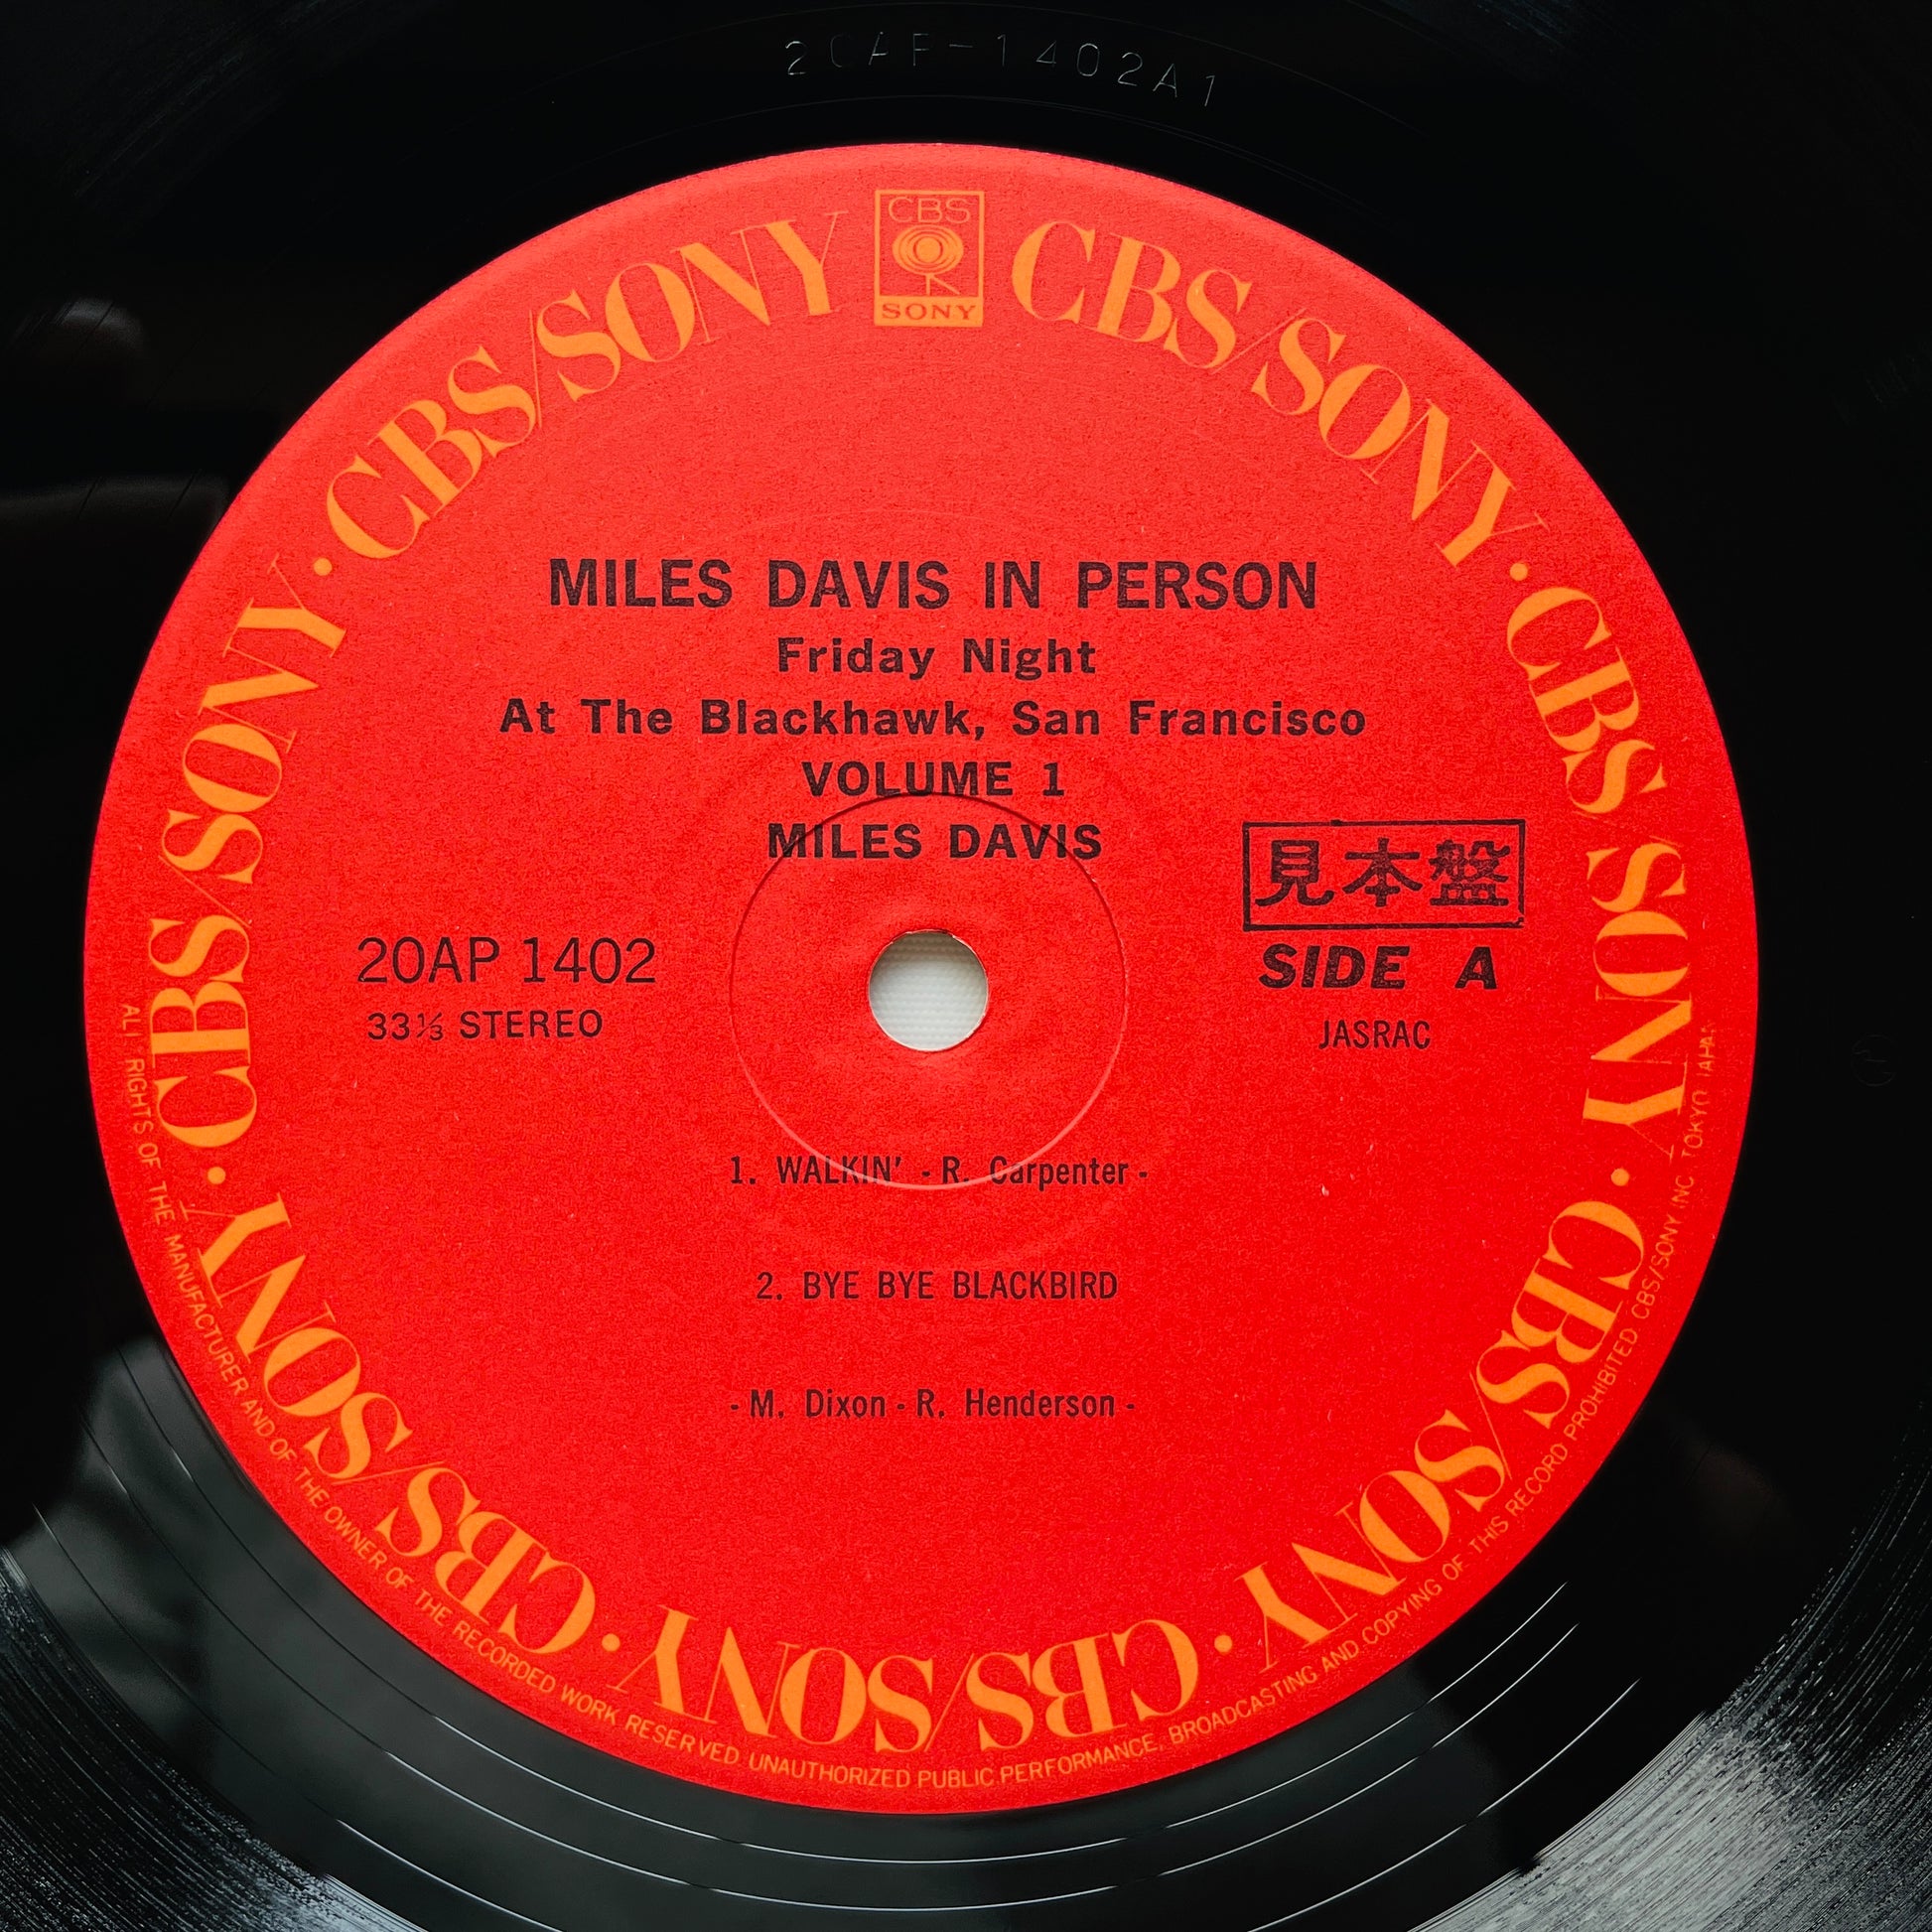 20AP-1402A1
CBS
SONY
CBS/SONY · CBS/SONY · CBS/SONY · CBS/SONY · CBS/SONY · CBS/SONY · CBS/SONY
MILES DAVIS IN PERSON
Friday Night
At The Blackhawk, San Francisco
VOLUME 1
MILES DAVIS
見本盤
20AP 1402
SIDE A
33⅓ STEREO
JASRAC
1. WALKIN' - R. Carpenter -
2. BYE BYE BLACKBIRD
- M. Dixon - R. Henderson -
ALL RIGHTS OF THE MANUFACTURER AND OF THE OWNER OF THE RECORDED WORK RESERVED UNAUTHORIZED PUBLIC PERFORMANCE, BROADCASTING AND COPYING OF THIS RECORD PROHIBITED CBS/SONY INC TOKYO JAPAN